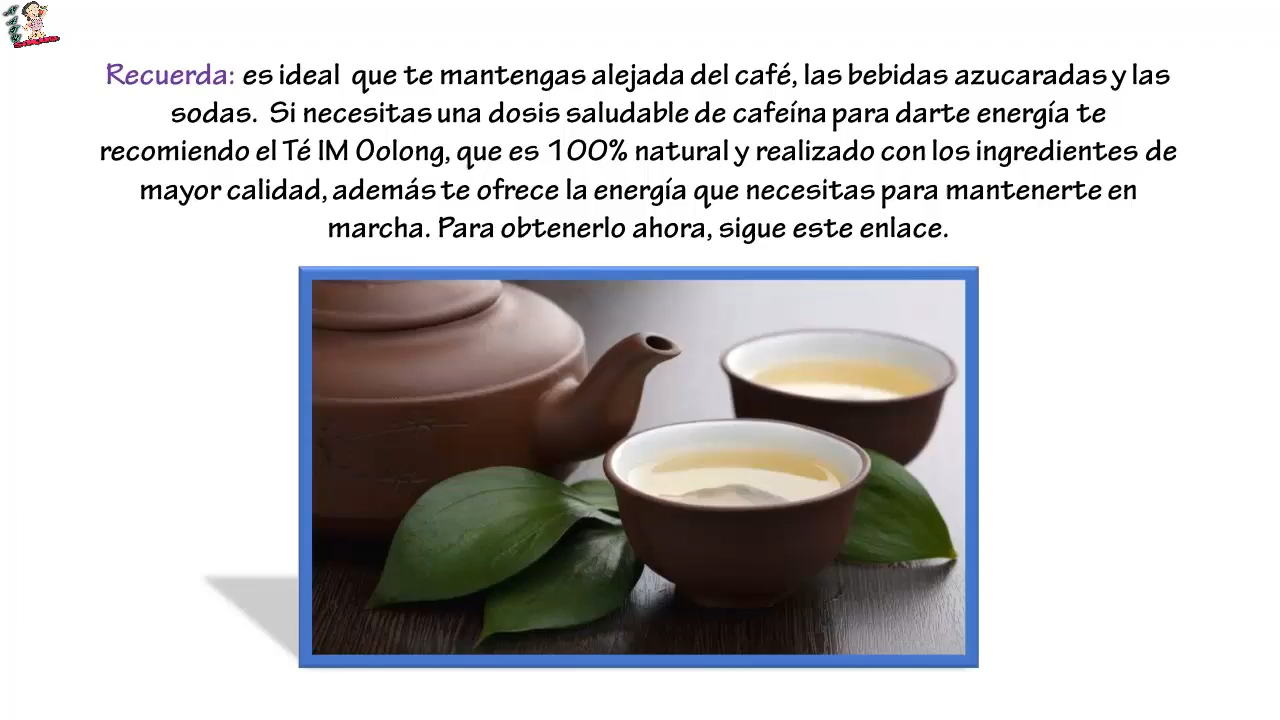 Recuerda: es ideal que te mantengas alejada del café, las bebidas azucaradas y las
sodas. Si necesitas una dosis saludable de cafeína para darte energía te
recomiendo el Té IM Oolong, que es 100% natural y realizado con los ingredientes de
mayor calidad, además te ofrece la energía que necesitas para mantenerte en
marcha. Para obtenerlo ahora, sigue este enlace.